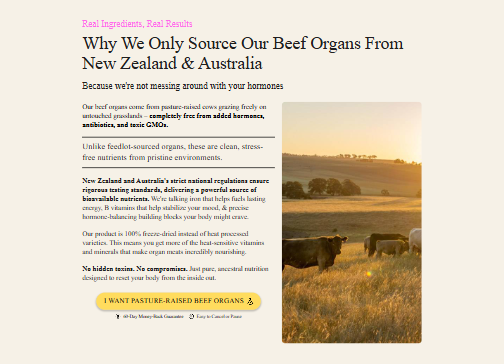 Real Ingredients, Real Results
Why We Only Source Our Beef Organs From
New Zealand & Australia
Because we're not messing around with your hormones
Our beef organs come from pasture-raised cows grazing freely on
untouched grasslands – completely free from added hormones,
antibiotics, and toxic GMOs.
Unlike feedlot-sourced organs, these are clean, stress-
free nutrients from pristine environments.
New Zealand and Australia's strict national regulations ensure
rigorous testing standards, delivering a powerful source of
bioavailable nutrients. We're talking iron that helps fuels lasting
energy, B vitamins that help stabilize your mood, & precise
hormone-balancing building blocks your body might crave.
Our product is 100% freeze-dried instead of heat processed
varieties. This means you get more of the heat-sensitive vitamins
and minerals that make organ meats incredibly nourishing.
No hidden toxins. No compromises. Just pure, ancestral nutrition
designed to reset your body from the inside out.
I WANT PASTURE-RAISED BEEF ORGANS
60-Day Money-Back Guarantee Easy to Cancel or Pause